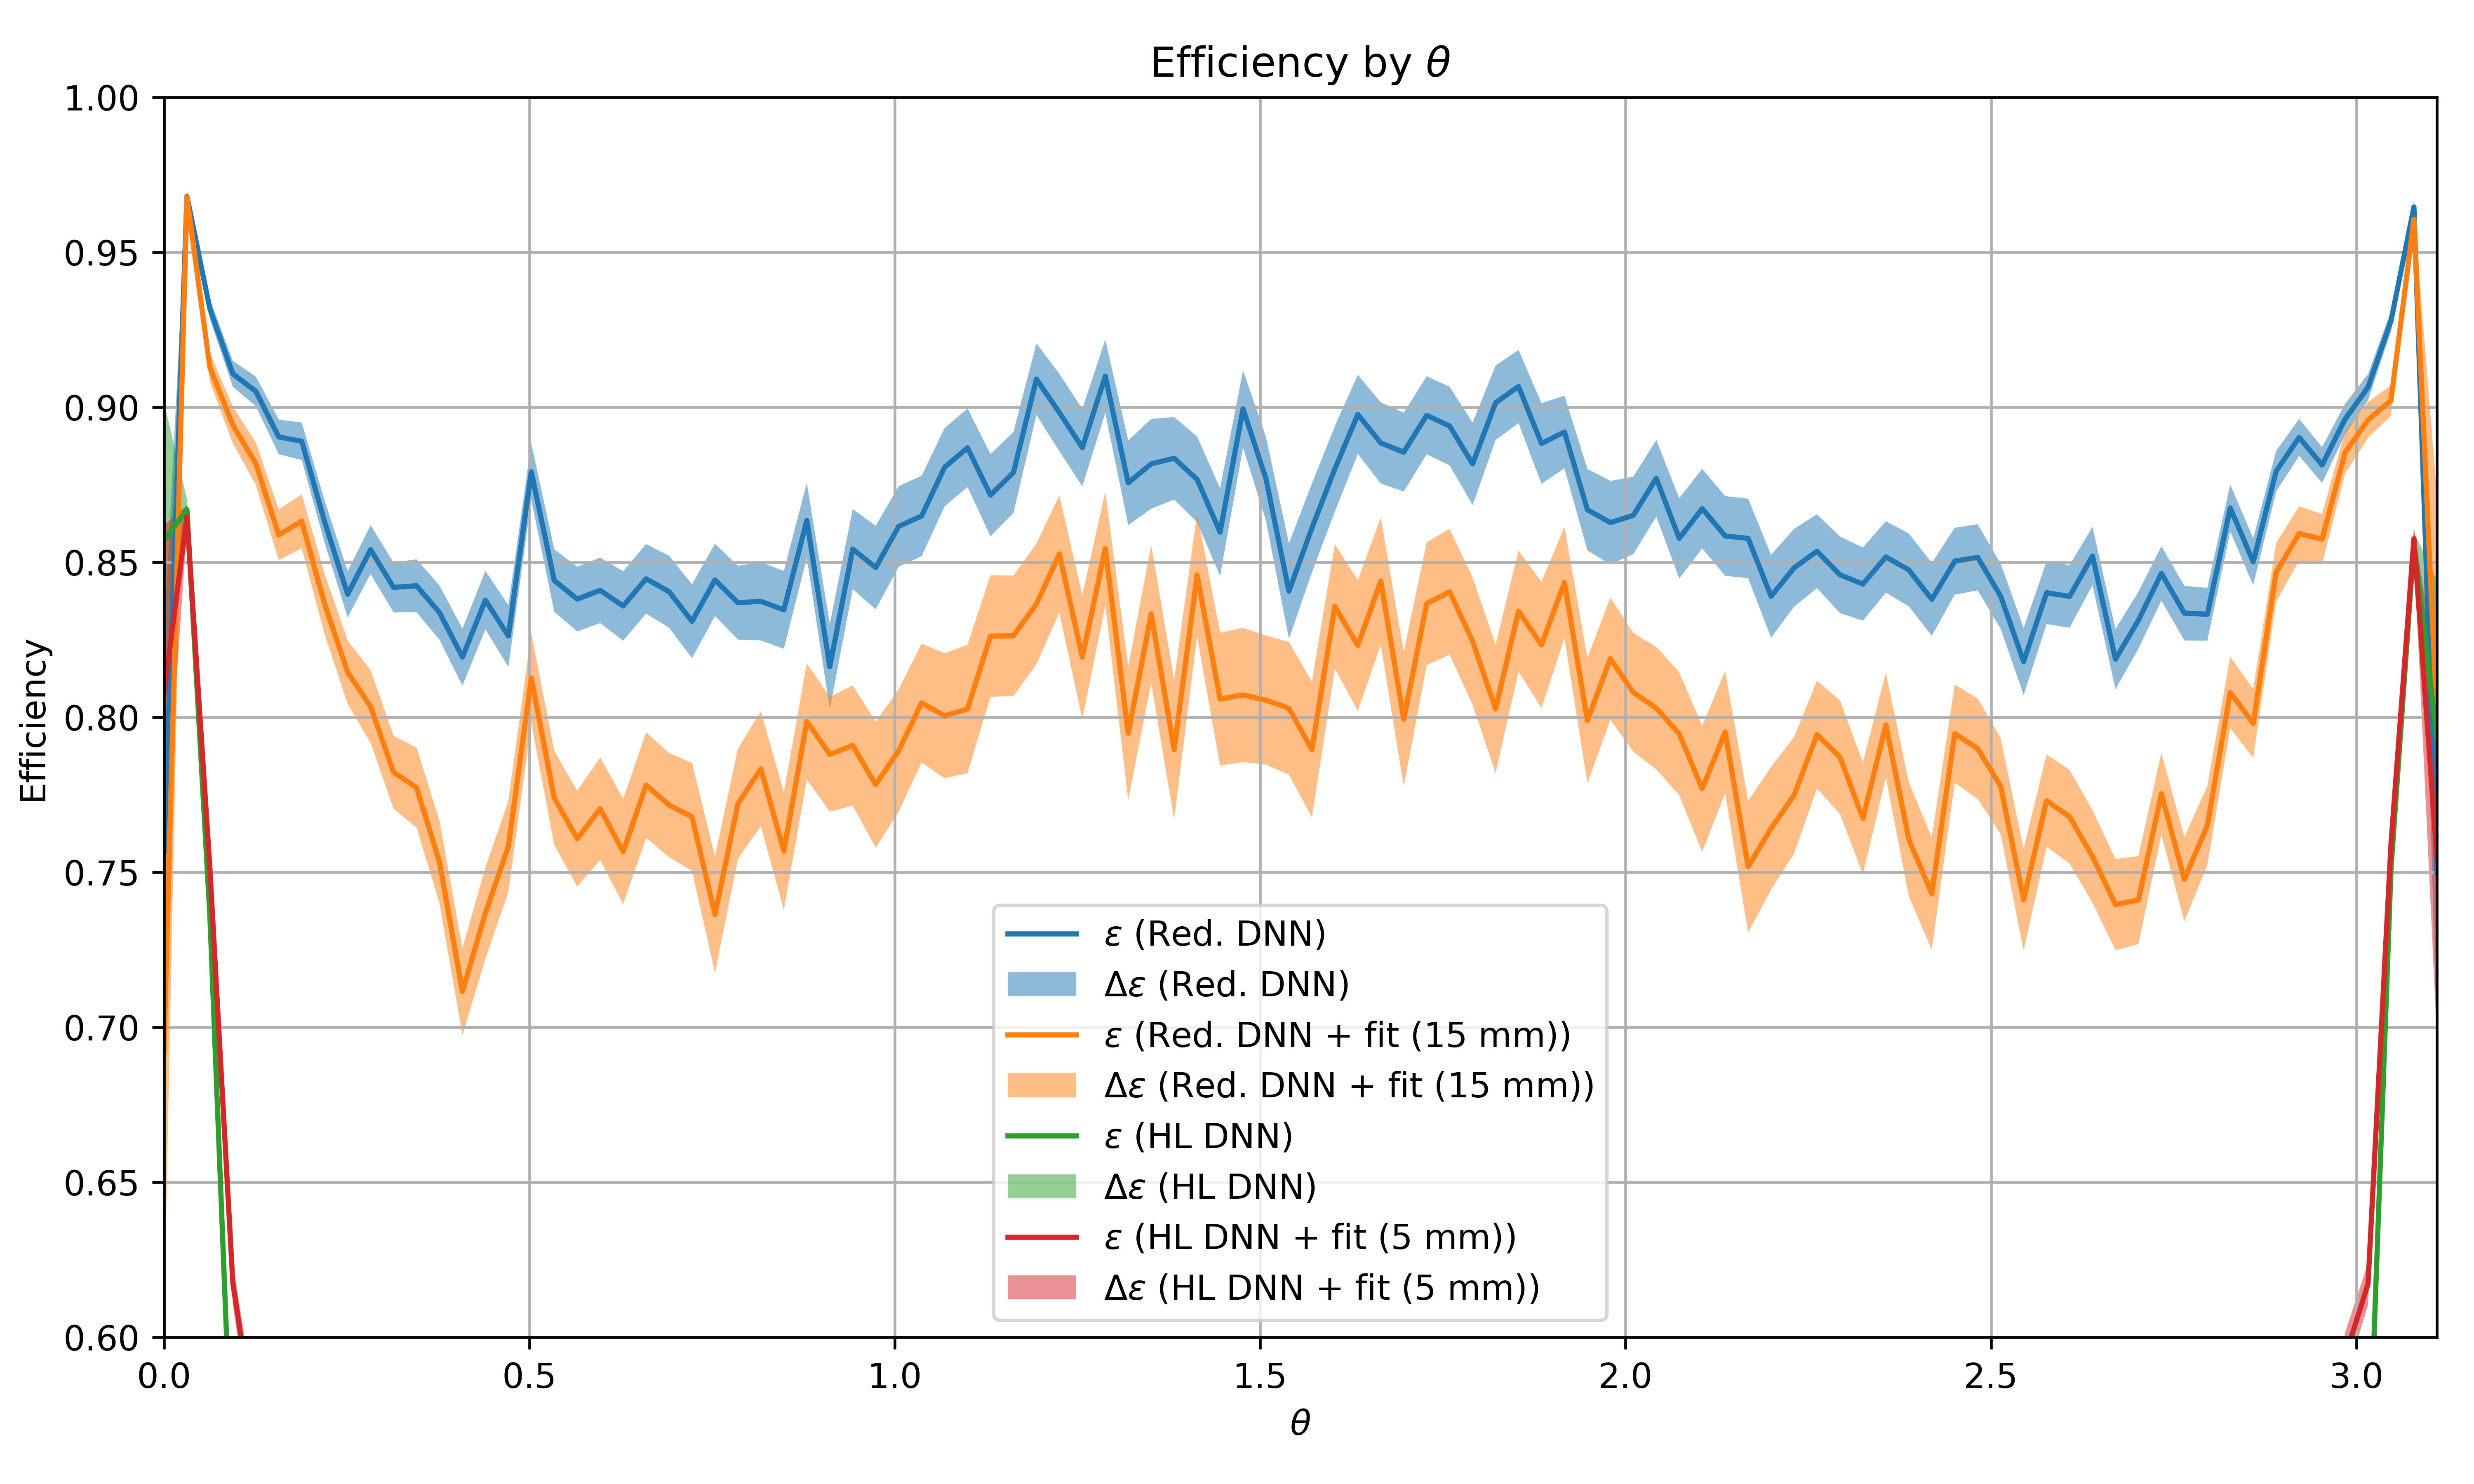 Efficiency by θ
1.00
0.95
0.90
0.85
0.80
0.75
0.70
0.65
0.60
Efficiency
ε (Red. DNN)
Δε (Red. DNN)
ε (Red. DNN + fit (15 mm))
Δε (Red. DNN + fit (15 mm))
ε (HL DNN)
Δε (HL DNN)
ε (HL DNN + fit (5 mm))
Δε (HL DNN + fit (5 mm))
0.0 0.5 1.0 1.5 2.0 2.5 3.0
θ